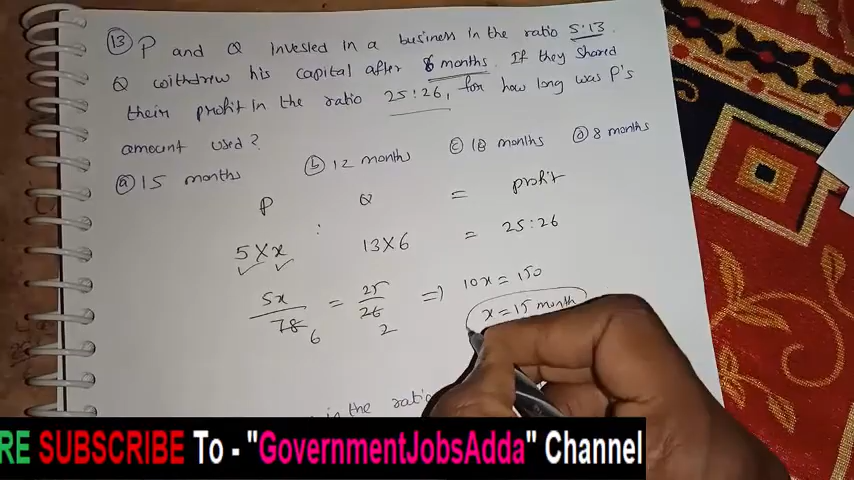 (13) P and Q invested in a business in the ratio 5:13.
Q withdrew his capital after 6 months. If they shared
their profit in the ratio 25:26, for how long was P's
amount used?
(a) 15 months (b) 12 months (c) 18 months (d) 8 months
P Q = profit
5 X x : 13 X 6 = 25:26
5x/78 = 25/26 => 10x = 150
6 2 x = 15 month
in the ratio
RE SUBSCRIBE To - "GovernmentJobsAdda" Channel